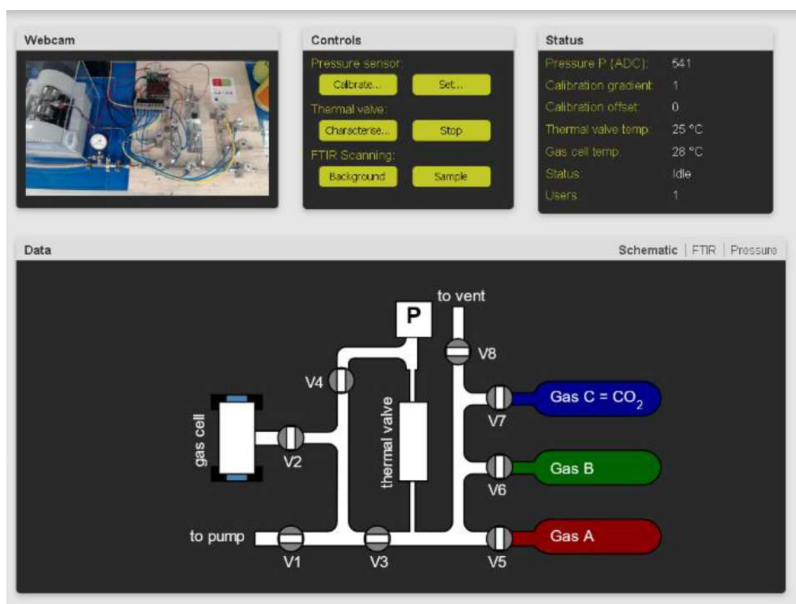 Webcam
Controls
Pressure sensor:
Calibrate... Set...
Thermal valve:
Characterise... Stop
FTIR Scanning:
Background Sample
Status
Pressure P (ADC): 541
Calibration gradient: 1
Calibration offset: 0
Thermal valve temp: 25 °C
Gas cell temp: 28 °C
Status: Idle
Users: 1
Data
Schematic | FTIR | Pressure
to vent
P
V8
V4
Gas C = CO₂
V7
gas cell
thermal valve
V2
Gas B
V6
to pump
Gas A
V1
V3
V5